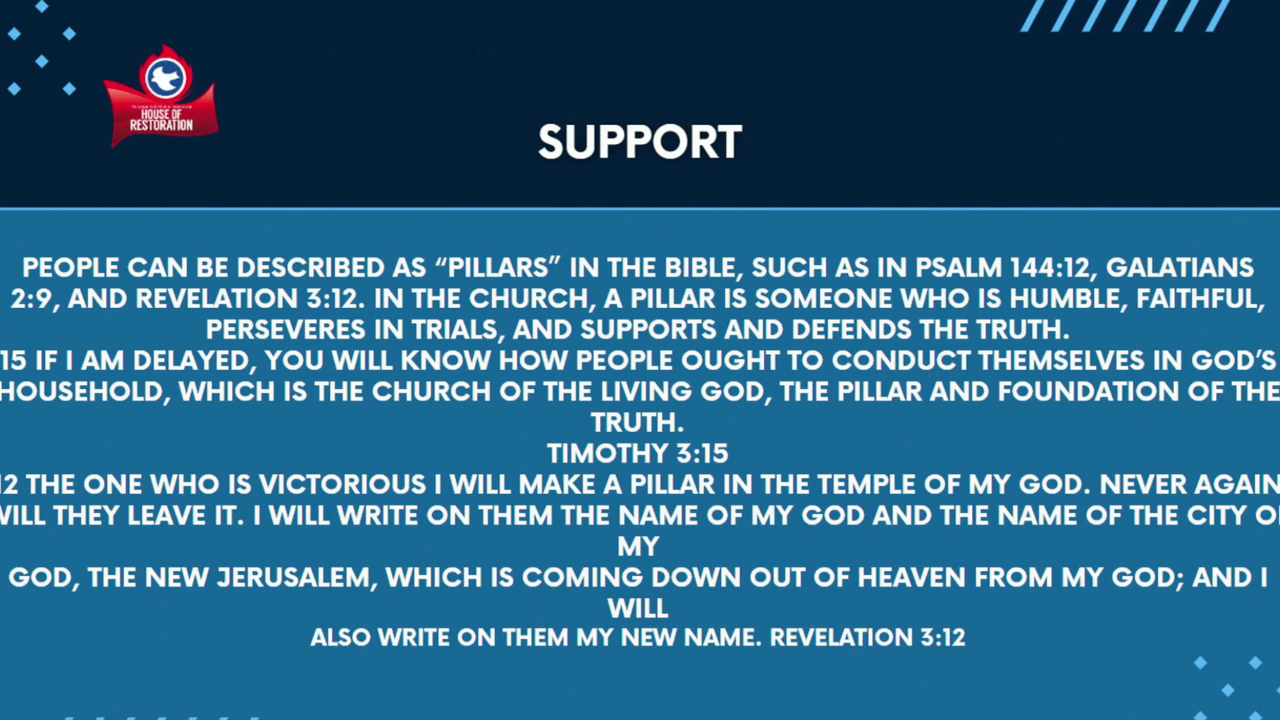 HOUSE OF
RESTORATION
SUPPORT
PEOPLE CAN BE DESCRIBED AS “PILLARS” IN THE BIBLE, SUCH AS IN PSALM 144:12, GALATIANS
2:9, AND REVELATION 3:12. IN THE CHURCH, A PILLAR IS SOMEONE WHO IS HUMBLE, FAITHFUL,
PERSEVERES IN TRIALS, AND SUPPORTS AND DEFENDS THE TRUTH.
15 IF I AM DELAYED, YOU WILL KNOW HOW PEOPLE OUGHT TO CONDUCT THEMSELVES IN GOD’S
HOUSEHOLD, WHICH IS THE CHURCH OF THE LIVING GOD, THE PILLAR AND FOUNDATION OF THE
TRUTH.
TIMOTHY 3:15
12 THE ONE WHO IS VICTORIOUS I WILL MAKE A PILLAR IN THE TEMPLE OF MY GOD. NEVER AGAIN
WILL THEY LEAVE IT. I WILL WRITE ON THEM THE NAME OF MY GOD AND THE NAME OF THE CITY OF
MY
GOD, THE NEW JERUSALEM, WHICH IS COMING DOWN OUT OF HEAVEN FROM MY GOD; AND I
WILL
ALSO WRITE ON THEM MY NEW NAME. REVELATION 3:12